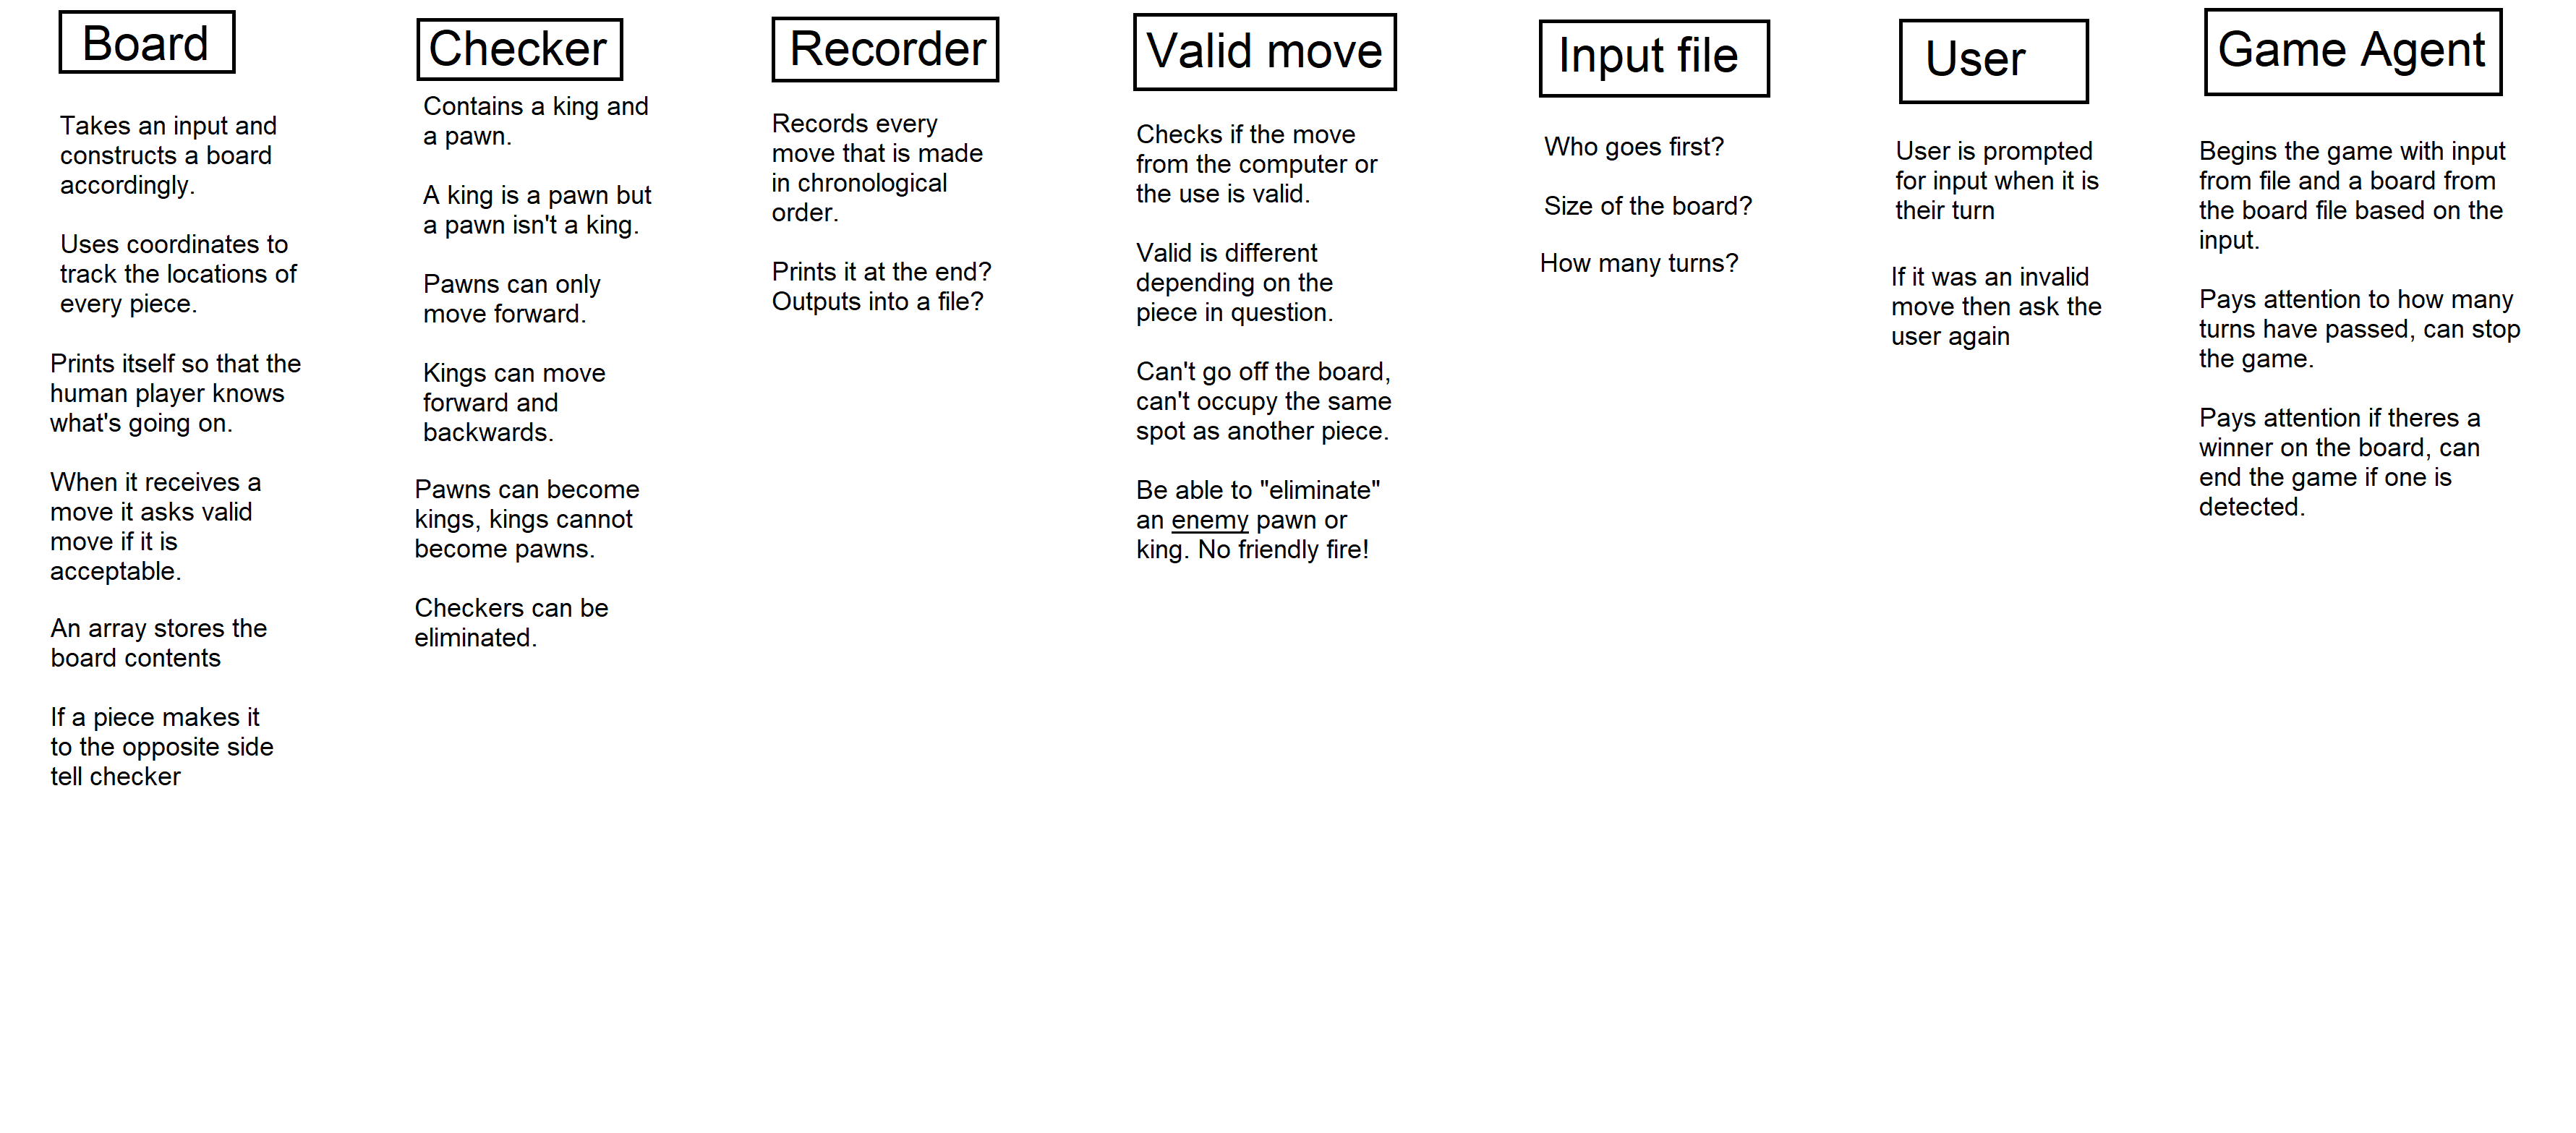 Board
Takes an input and
constructs a board
accordingly.
Uses coordinates to
track the locations of
every piece.
Prints itself so that the
human player knows
what's going on.
When it receives a
move it asks valid
move if it is
acceptable.
An array stores the
board contents
If a piece makes it
to the opposite side
tell checker
Checker
Contains a king and
a pawn.
A king is a pawn but
a pawn isn't a king.
Pawns can only
move forward.
Kings can move
forward and
backwards.
Pawns can become
kings, kings cannot
become pawns.
Checkers can be
eliminated.
Recorder
Records every
move that is made
in chronological
order.
Prints it at the end?
Outputs into a file?
Valid move
Checks if the move
from the computer or
the use is valid.
Valid is different
depending on the
piece in question.
Can't go off the board,
can't occupy the same
spot as another piece.
Be able to "eliminate"
an enemy pawn or
king. No friendly fire!
Input file
Who goes first?
Size of the board?
How many turns?
User
User is prompted
for input when it is
their turn
If it was an invalid
move then ask the
user again
Game Agent
Begins the game with input
from file and a board from
the board file based on the
input.
Pays attention to how many
turns have passed, can stop
the game.
Pays attention if theres a
winner on the board, can
end the game if one is
detected.